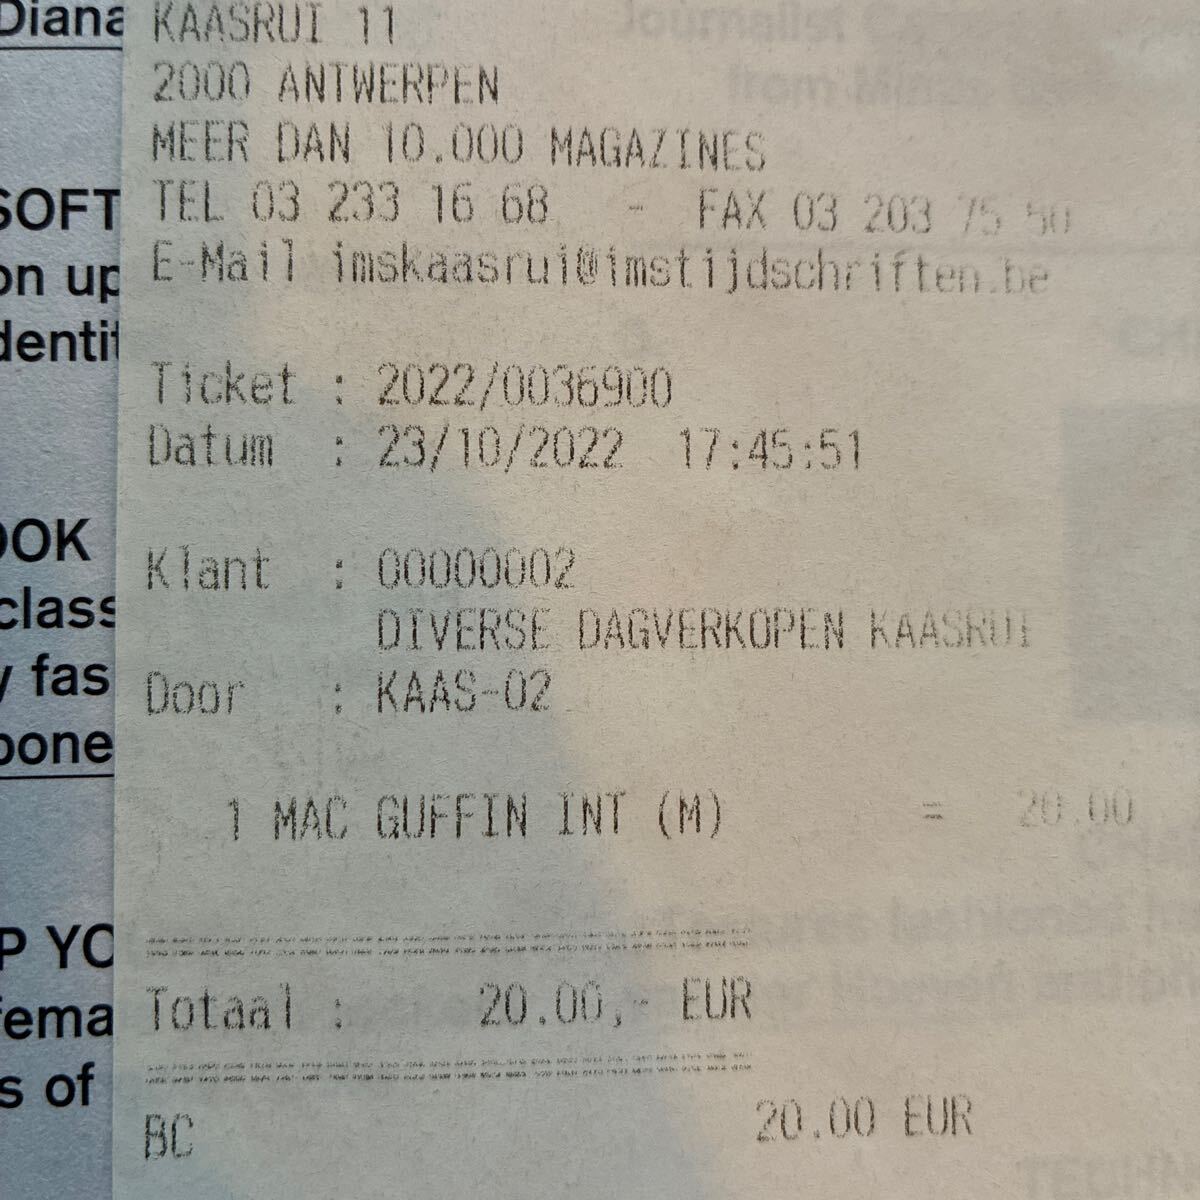 Diana
SOFT
on up
dentit
OOK
class
y fas
pone
P YO
fema
s of
KAASRUI 11
2000 ANTWERPEN
MEER DAN 10.000 MAGAZINES
TEL 03 233 16 68 - FAX 03 203 75 50
E-Mail imskaasrui@imstijdschriften.be
Ticket : 2022/0036900
Datum : 23/10/2022 17:45:51
Klant : 00000002
DIVERSE DAGVERKOPEN KAASRUI
Door : KAAS-02
1 MAC GUFFIN INT (M) = 20.00
Totaal : 20.00,- EUR
BC 20.00 EUR